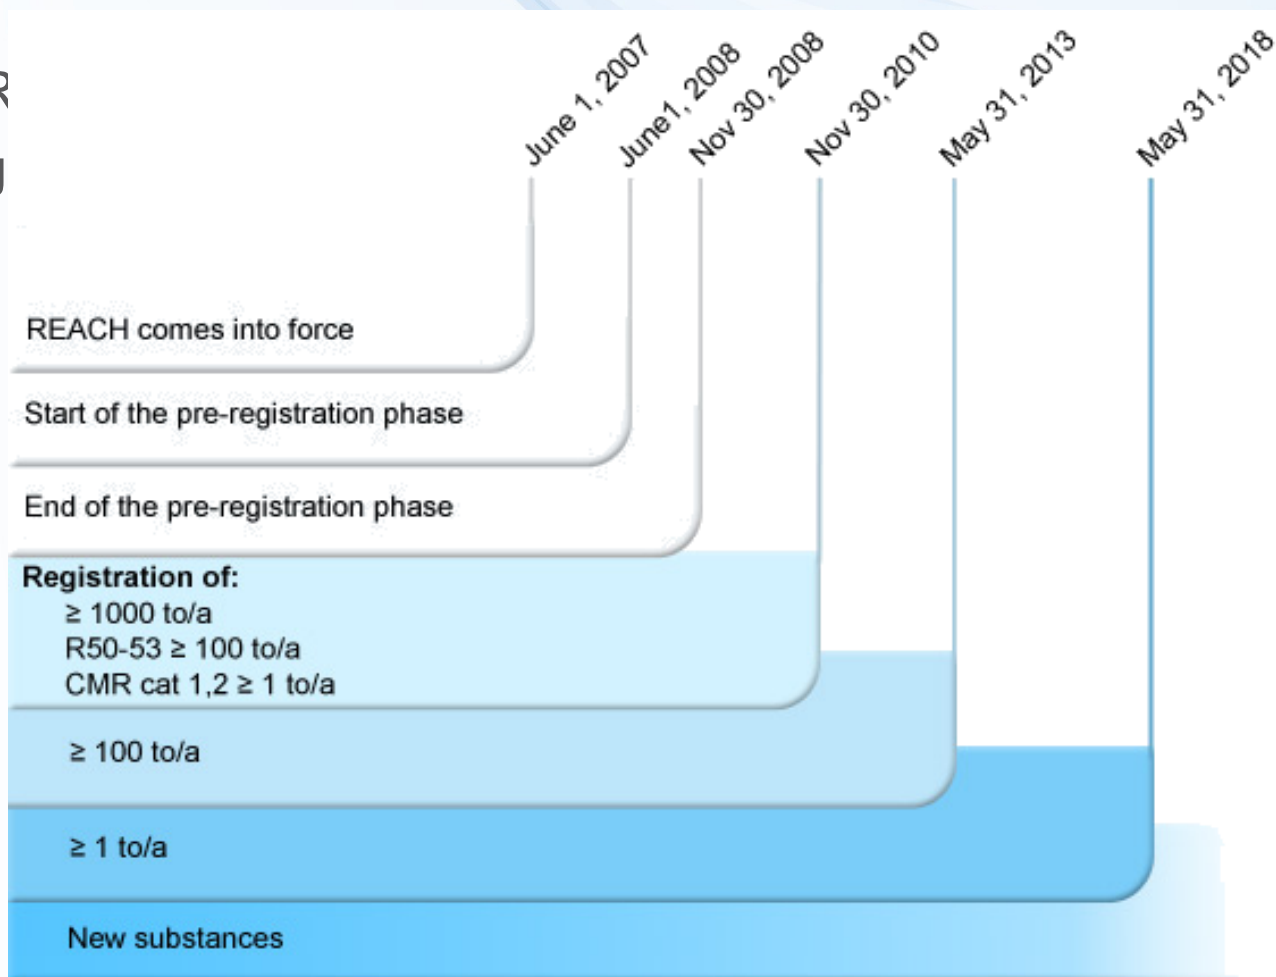 June 1, 2007
June1, 2008
Nov 30, 2008
Nov 30, 2010
May 31, 2013
May 31, 2018
R
REACH comes into force
Start of the pre-registration phase
End of the pre-registration phase
Registration of:
≥ 1000 to/a
R50-53 ≥ 100 to/a
CMR cat 1,2 ≥ 1 to/a
≥ 100 to/a
≥ 1 to/a
New substances